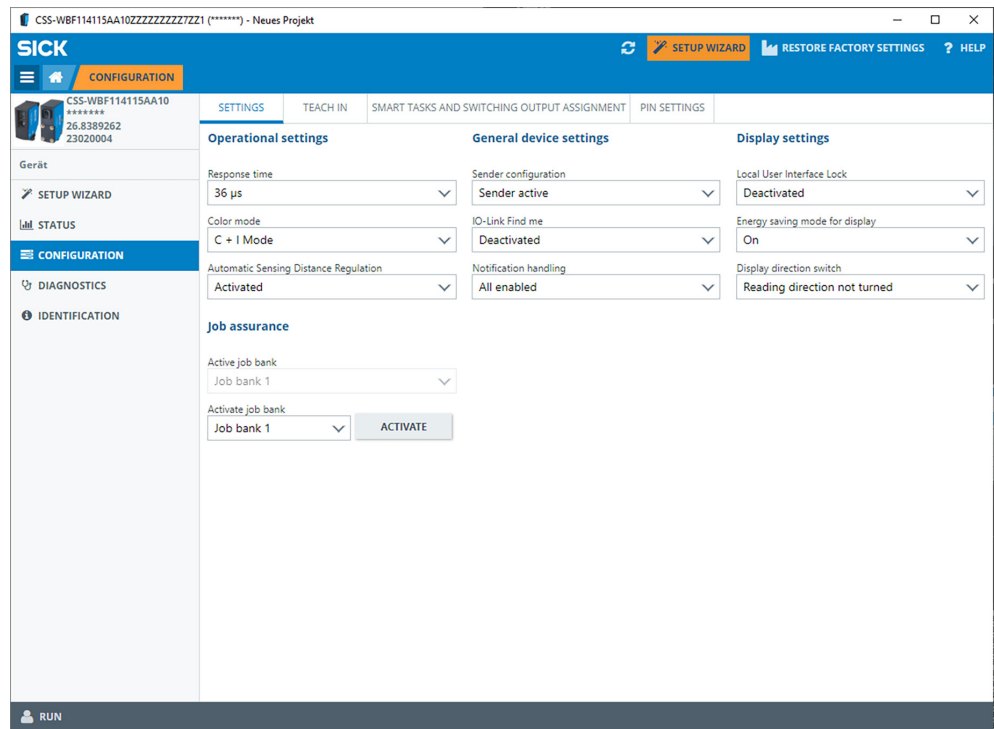 CSS-WBF114115AA10ZZZZZZZZZZ7ZZ1 (*******) - Neues Projekt
SICK
SETUP WIZARD
RESTORE FACTORY SETTINGS
? HELP
CONFIGURATION
CSS-WBF114115AA10
*******
26.8389262
23020004
Gerät
SETUP WIZARD
STATUS
CONFIGURATION
DIAGNOSTICS
IDENTIFICATION
SETTINGS
TEACH IN
SMART TASKS AND SWITCHING OUTPUT ASSIGNMENT
PIN SETTINGS
Operational settings
Response time
36 µs
Color mode
C + I Mode
Automatic Sensing Distance Regulation
Activated
Job assurance
Active job bank
Job bank 1
Activate job bank
Job bank 1
ACTIVATE
General device settings
Sender configuration
Sender active
IO-Link Find me
Deactivated
Notification handling
All enabled
Display settings
Local User Interface Lock
Deactivated
Energy saving mode for display
On
Display direction switch
Reading direction not turned
RUN